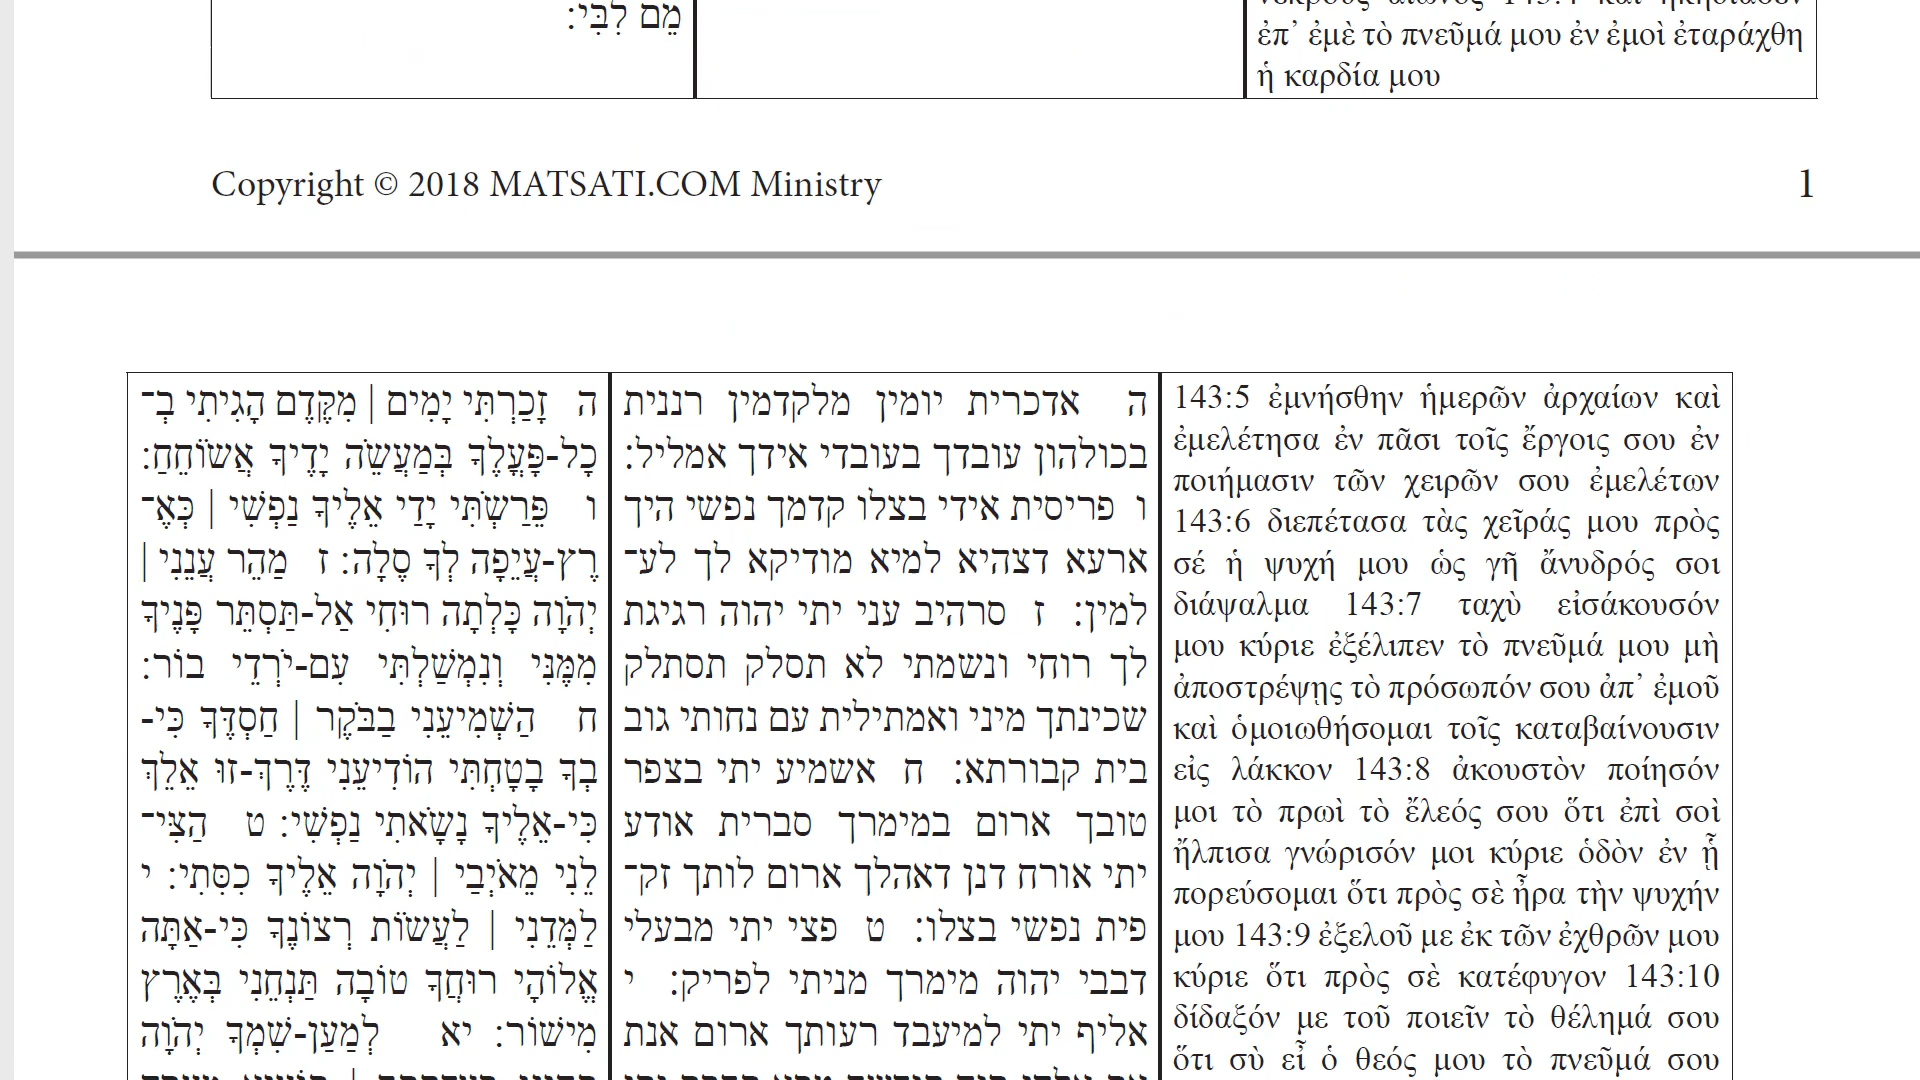 מֵם לִבִּי:
ἐπ᾽ ἐμὲ τὸ πνεῦμά μου ἐν ἐμοὶ ἐταράχθη
ἡ καρδία μου
Copyright © 2018 MATSATI.COM Ministry
1
ה זָכַרְתִּי יָמִים | מִקֶּדֶם הָגִיתִי בְ־
כָל-פָּעֳלֶךָ בְּמַעֲשֵׂה יָדֶיךָ אֲשׂוֹחֵחַ:
ו פֵּרַשְׂתִּי יָדַי אֵלֶיךָ נַפְשִׁי | כְּאֶ־
רֶץ-עֲיֵפָה לְךָ סֶלָה: ז מַהֵר עֲנֵנִי |
יְהֹוָה כָּלְתָה רוּחִי אַל-תַּסְתֵּר פָּנֶיךָ
מִמֶּנִּי וְנִמְשַׁלְתִּי עִם-יֹרְדֵי בוֹר:
ח הַשְׁמִיעֵנִי בַבֹּקֶר | חַסְדֶּךָ כִּי-
בְךָ בָטָחְתִּי הוֹדִיעֵנִי דֶּרֶךְ-זוּ אֵלֵךְ
כִּי-אֵלֶיךָ נָשָׂאתִי נַפְשִׁי: ט הַצִּי־
לֵנִי מֵאֹיְבַי | יְהֹוָה אֵלֶיךָ כִסִּתִי: י
לַמְּדֵנִי | לַעֲשׂוֹת רְצוֹנֶךָ כִּי-אַתָּה
אֱלוֹהָי רוּחֲךָ טוֹבָה תַּנְחֵנִי בְּאֶרֶץ
מִישׁוֹר: יא לְמַעַן-שִׁמְךָ יְהֹוָה
ה אדכרית יומין מלקדמין רננית
בכולהון עובדך בעובדי אידך אמליל:
ו פריסית אידי בצלו קדמך נפשי היך
ארעא דצהיא למיא מודיקא לך לע־
למין: ז סרהיב עני יתי יהוה רגיגת
לך רוחי ונשמתי לא תסלק תסתלק
שכינתך מיני ואמתילית עם נחותי גוב
בית קבורתא: ח אשמיע יתי בצפר
טובך ארום במימרך סברית אודע
יתי אורח דנן דאהלך ארום לותך זק־
פית נפשי בצלו: ט פצי יתי מבעלי
דבבי יהוה מימרך מניתי לפריק: י
אליף יתי למיעבד רעותך ארום אנת
143:5 ἐμνήσθην ἡμερῶν ἀρχαίων καὶ
ἐμελέτησα ἐν πᾶσι τοῖς ἔργοις σου ἐν
ποιήμασιν τῶν χειρῶν σου ἐμελέτων
143:6 διεπέτασα τὰς χεῖράς μου πρὸς
σέ ἡ ψυχή μου ὡς γῆ ἄνυδρός σοι
διάψαλμα 143:7 ταχὺ εἰσάκουσόν
μου κύριε ἐξέλιπεν τὸ πνεῦμά μου μὴ
ἀποστρέψῃς τὸ πρόσωπόν σου ἀπ᾽ ἐμοῦ
καὶ ὁμοιωθήσομαι τοῖς καταβαίνουσιν
εἰς λάκκον 143:8 ἀκουστὸν ποίησόν
μοι τὸ πρωὶ τὸ ἔλεός σου ὅτι ἐπὶ σοὶ
ἤλπισα γνώρισόν μοι κύριε ὁδὸν ἐν ᾗ
πορεύσομαι ὅτι πρὸς σὲ ἦρα τὴν ψυχήν
μου 143:9 ἐξελοῦ με ἐκ τῶν ἐχθρῶν μου
κύριε ὅτι πρὸς σὲ κατέφυγον 143:10
δίδαξόν με τοῦ ποιεῖν τὸ θέλημά σου
ὅτι σὺ εἶ ὁ θεός μου τὸ πνεῦμά σου